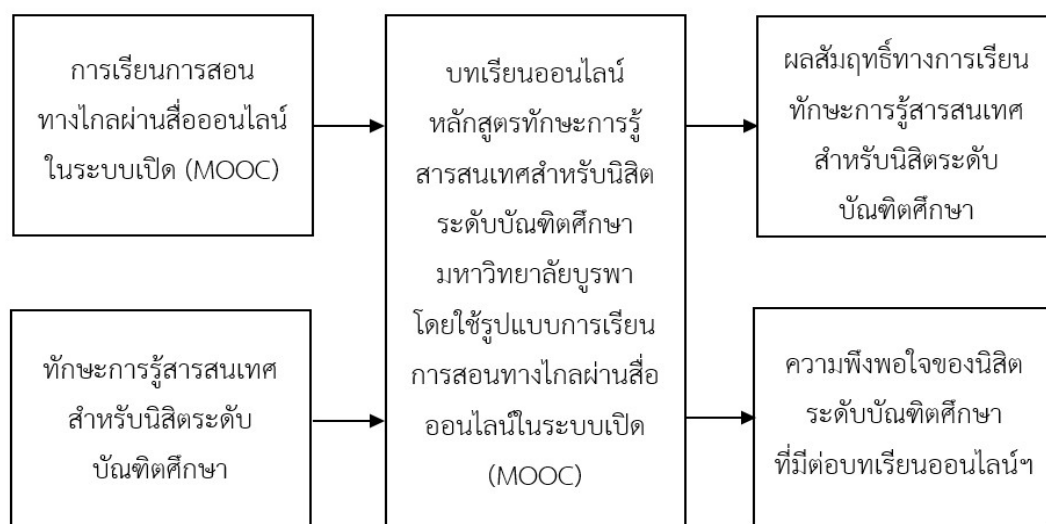 การเรียนการสอน
ทางไกลผ่านสื่อออนไลน์
ในระบบเปิด (MOOC)
ทักษะการรู้สารสนเทศ
สำหรับนิสิตระดับ
บัณฑิตศึกษา
บทเรียนออนไลน์
หลักสูตรทักษะการรู้
สารสนเทศสำหรับนิสิต
ระดับบัณฑิตศึกษา
มหาวิทยาลัยบูรพา
โดยใช้รูปแบบการเรียน
การสอนทางไกลผ่านสื่อ
ออนไลน์ในระบบเปิด
(MOOC)
ผลสัมฤทธิ์ทางการเรียน
ทักษะการรู้สารสนเทศ
สำหรับนิสิตระดับ
บัณฑิตศึกษา
ความพึงพอใจของนิสิต
ระดับบัณฑิตศึกษา
ที่มีต่อบทเรียนออนไลน์ฯ